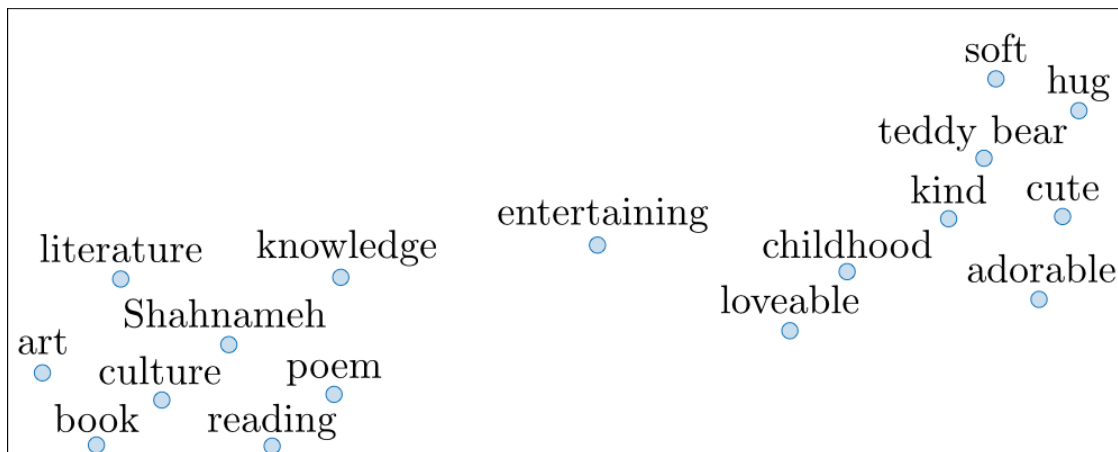 soft
hug
teddy bear
kind
cute
entertaining
literature
knowledge
childhood
adorable
loveable
Shahnameh
art
culture
poem
book
reading